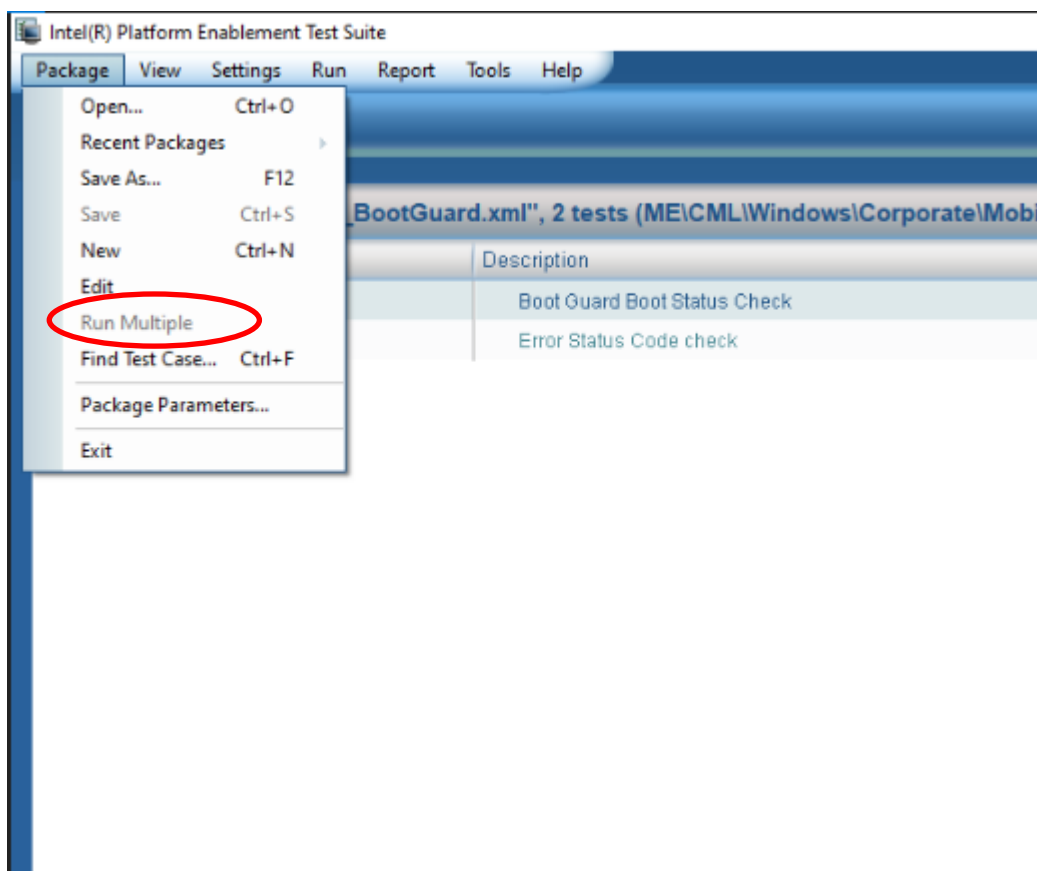 Intel(R) Platform Enablement Test Suite
Package View Settings Run Report Tools Help
Open... Ctrl+O
Recent Packages
Save As... F12
Save Ctrl+S
_BootGuard.xml", 2 tests (ME\CML\Windows\Corporate\Mobi
New Ctrl+N
Description
Edit
Boot Guard Boot Status Check
Run Multiple
Error Status Code check
Find Test Case... Ctrl+F
Package Parameters...
Exit